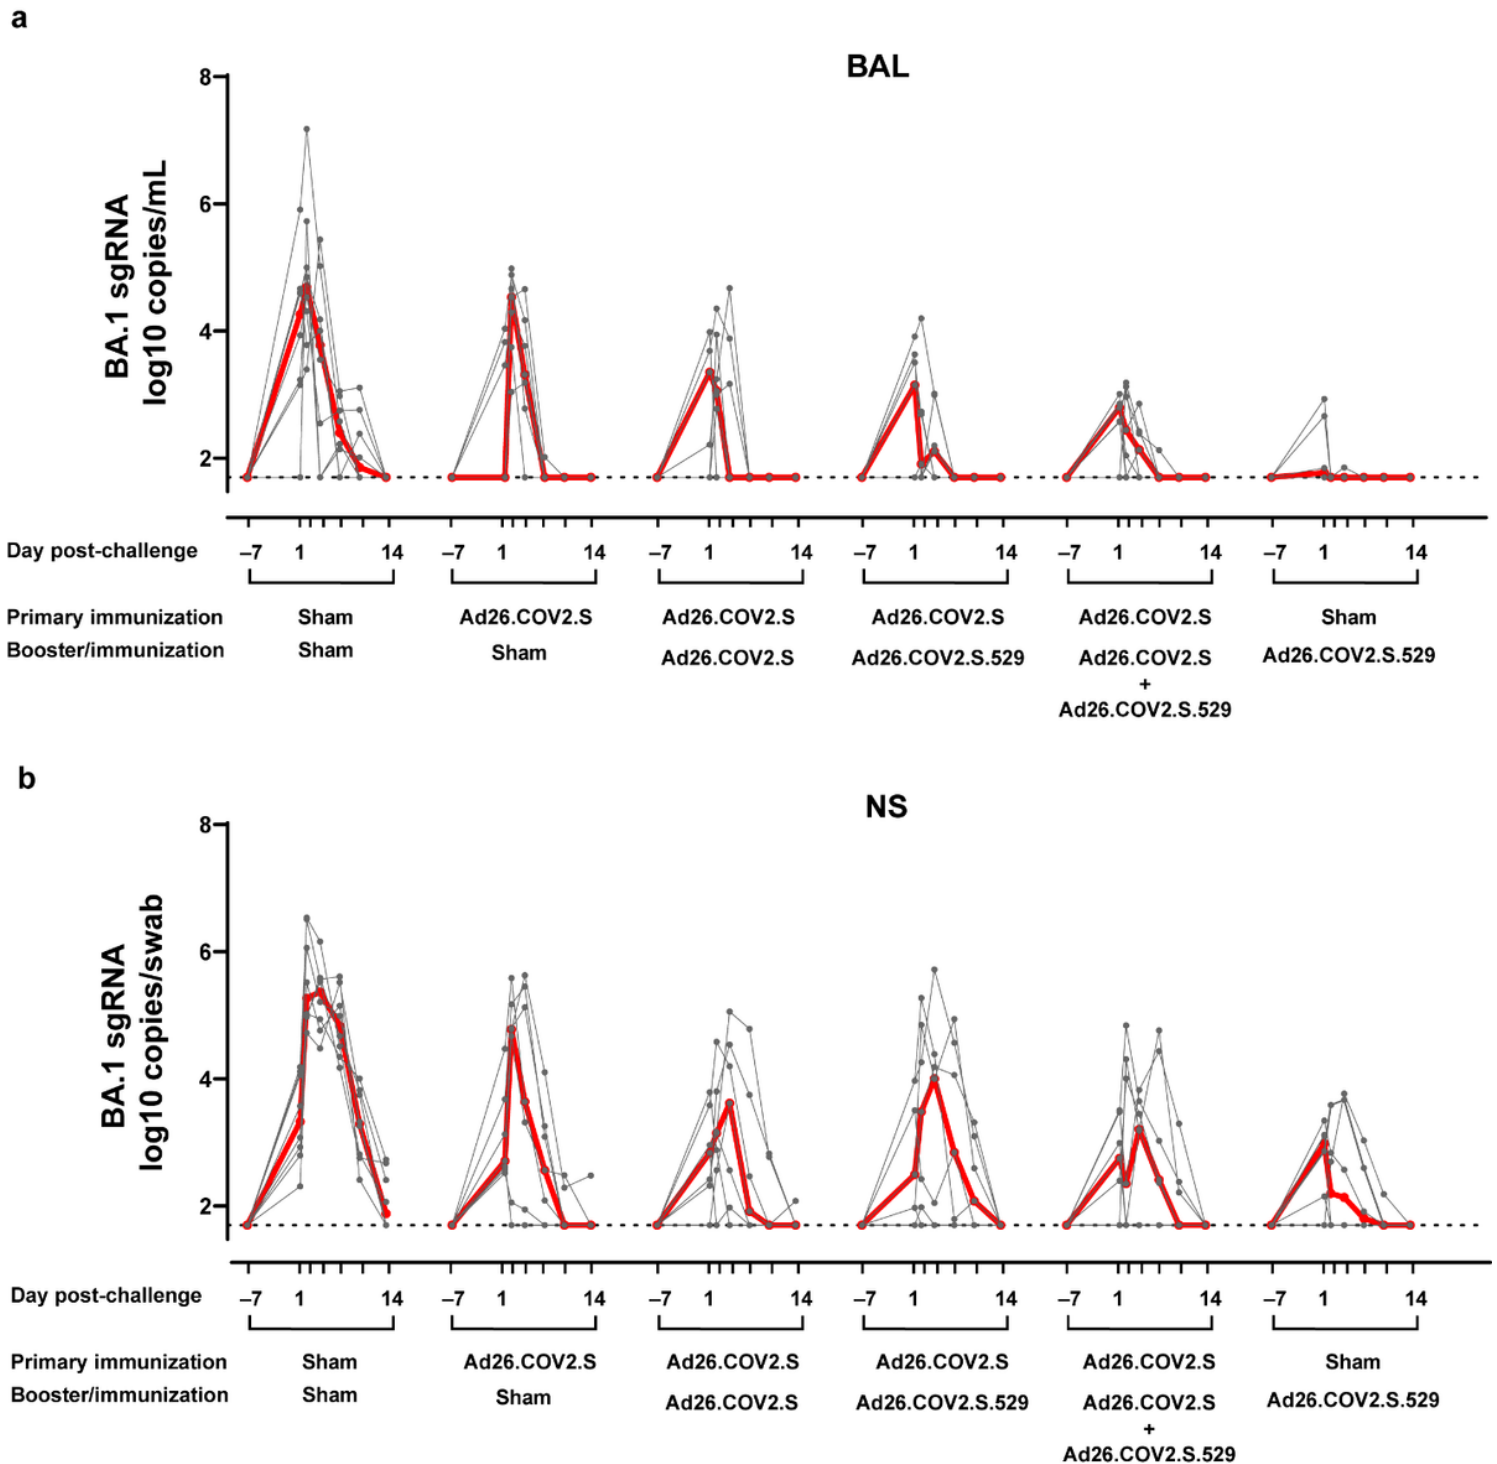 a
BAL
8
6
4
2
BA.1 sgRNA
log10 copies/mL
Day post-challenge –7 1 14 –7 1 14 –7 1 14 –7 1 14 –7 1 14 –7 1 14
Primary immunization Sham Ad26.COV2.S Ad26.COV2.S Ad26.COV2.S Ad26.COV2.S Sham
Booster/immunization Sham Sham Ad26.COV2.S Ad26.COV2.S.529 Ad26.COV2.S Ad26.COV2.S.529
+
Ad26.COV2.S.529
b
NS
8
6
4
2
BA.1 sgRNA
log10 copies/swab
Day post-challenge –7 1 14 –7 1 14 –7 1 14 –7 1 14 –7 1 14 –7 1 14
Primary immunization Sham Ad26.COV2.S Ad26.COV2.S Ad26.COV2.S Ad26.COV2.S Sham
Booster/immunization Sham Sham Ad26.COV2.S Ad26.COV2.S.529 Ad26.COV2.S Ad26.COV2.S.529
+
Ad26.COV2.S.529